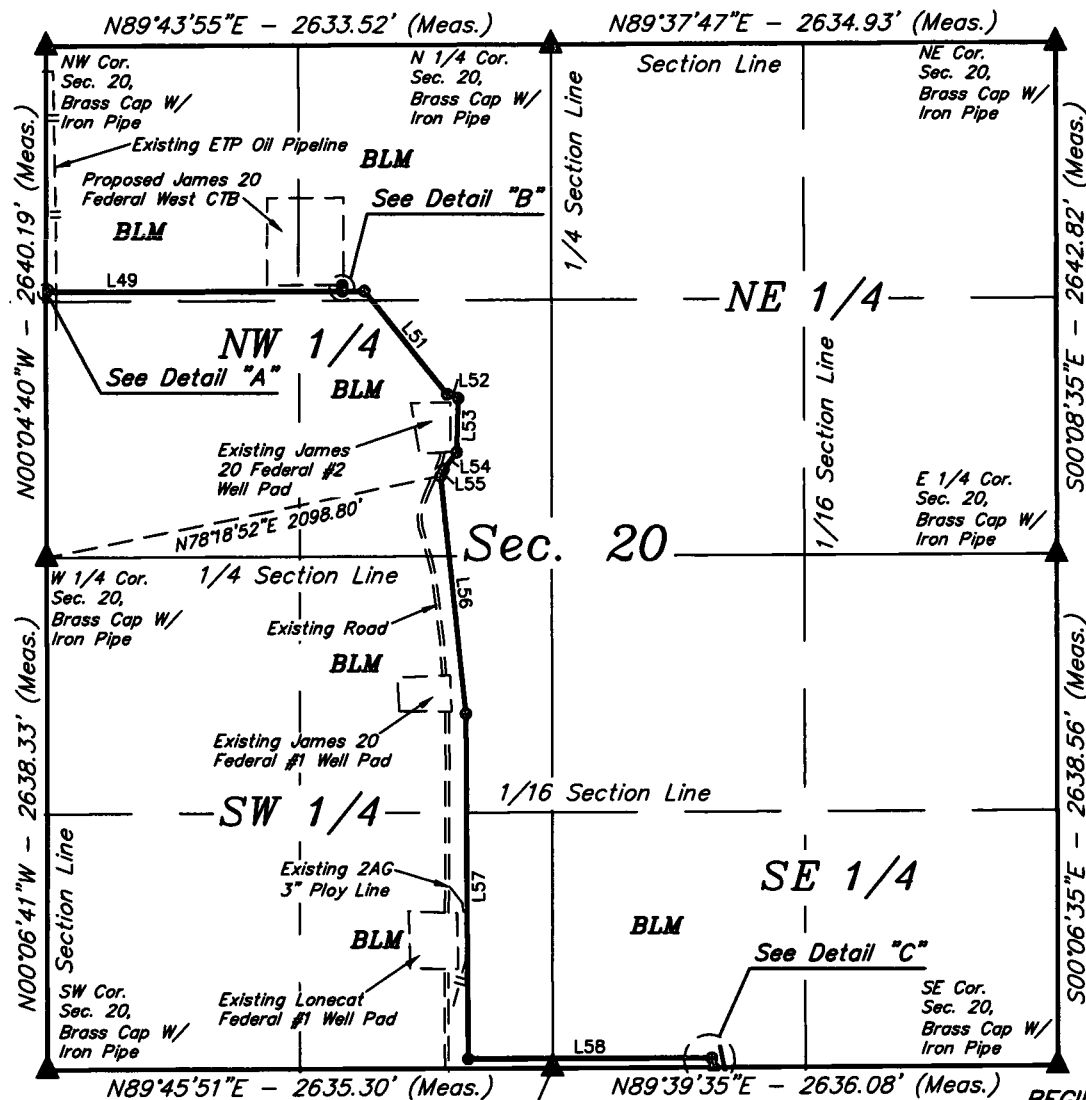 N89°43'55"E - 2633.52' (Meas.)
N89°37'47"E - 2634.93' (Meas.)
NW Cor.
Sec. 20,
Brass Cap W/
Iron Pipe
N 1/4 Cor.
Sec. 20,
Brass Cap W/
Iron Pipe
Section Line
NE Cor.
Sec. 20,
Brass Cap W/
Iron Pipe
Existing ETP Oil Pipeline
BLM
Proposed James 20
Federal West CTB
See Detail "B"
BLM
1/4 Section Line
N00°04'40"W - 2640.19' (Meas.)
S00°08'35"E - 2642.82' (Meas.)
L49
NW 1/4
NE 1/4
L51
See Detail "A"
BLM
L52
L53
Existing James
20 Federal #2
Well Pad
L54
L55
1/16 Section Line
E 1/4 Cor.
Sec. 20,
Brass Cap W/
Iron Pipe
N78°18'52"E 2098.80'
Sec. 20
W 1/4 Cor.
Sec. 20,
Brass Cap W/
Iron Pipe
1/4 Section Line
L56
Existing Road
BLM
Existing James 20
Federal #1 Well Pad
N00°06'41"W - 2638.33' (Meas.)
S00°06'35"E - 2638.56' (Meas.)
1/16 Section Line
SW 1/4
Section Line
Existing 2AG
3" Ploy Line
L57
SE 1/4
BLM
BLM
See Detail "C"
Existing Lonecat
Federal #1 Well Pad
SW Cor.
Sec. 20,
Brass Cap W/
Iron Pipe
SE Cor.
Sec. 20,
Brass Cap W/
Iron Pipe
L58
N89°45'51"E - 2635.30' (Meas.)
N89°39'35"E - 2636.08' (Meas.)